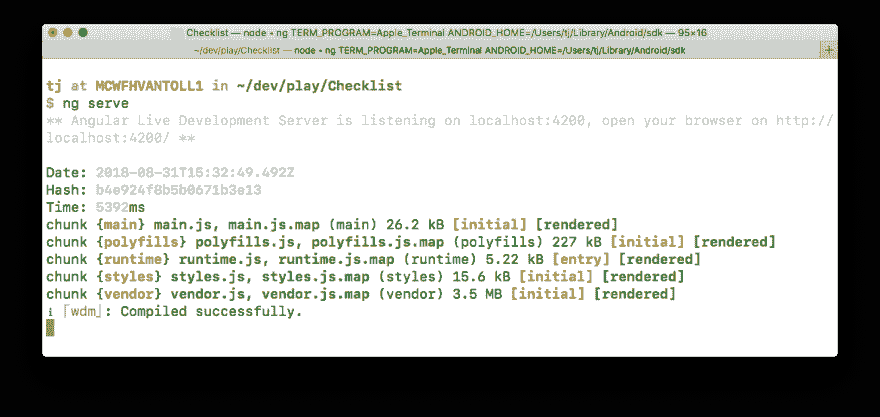 Checklist — node • ng TERM_PROGRAM=Apple_Terminal ANDROID_HOME=/Users/tj/Library/Android/sdk — 95×16
~/dev/play/Checklist — node • ng TERM_PROGRAM=Apple_Terminal ANDROID_HOME=/Users/tj/Library/Android/sdk +
tj at MCWFHVANTOLL1 in ~/dev/play/Checklist
$ ng serve
** Angular Live Development Server is listening on localhost:4200, open your browser on http://
localhost:4200/ **
Date: 2018-08-31T15:32:49.492Z
Hash: b4e924f8b5b0671b3e13
Time: 5392ms
chunk {main} main.js, main.js.map (main) 26.2 kB [initial] [rendered]
chunk {polyfills} polyfills.js, polyfills.js.map (polyfills) 227 kB [initial] [rendered]
chunk {runtime} runtime.js, runtime.js.map (runtime) 5.22 kB [entry] [rendered]
chunk {styles} styles.js, styles.js.map (styles) 15.6 kB [initial] [rendered]
chunk {vendor} vendor.js, vendor.js.map (vendor) 3.5 MB [initial] [rendered]
ℹ ｢wdm｣: Compiled successfully.